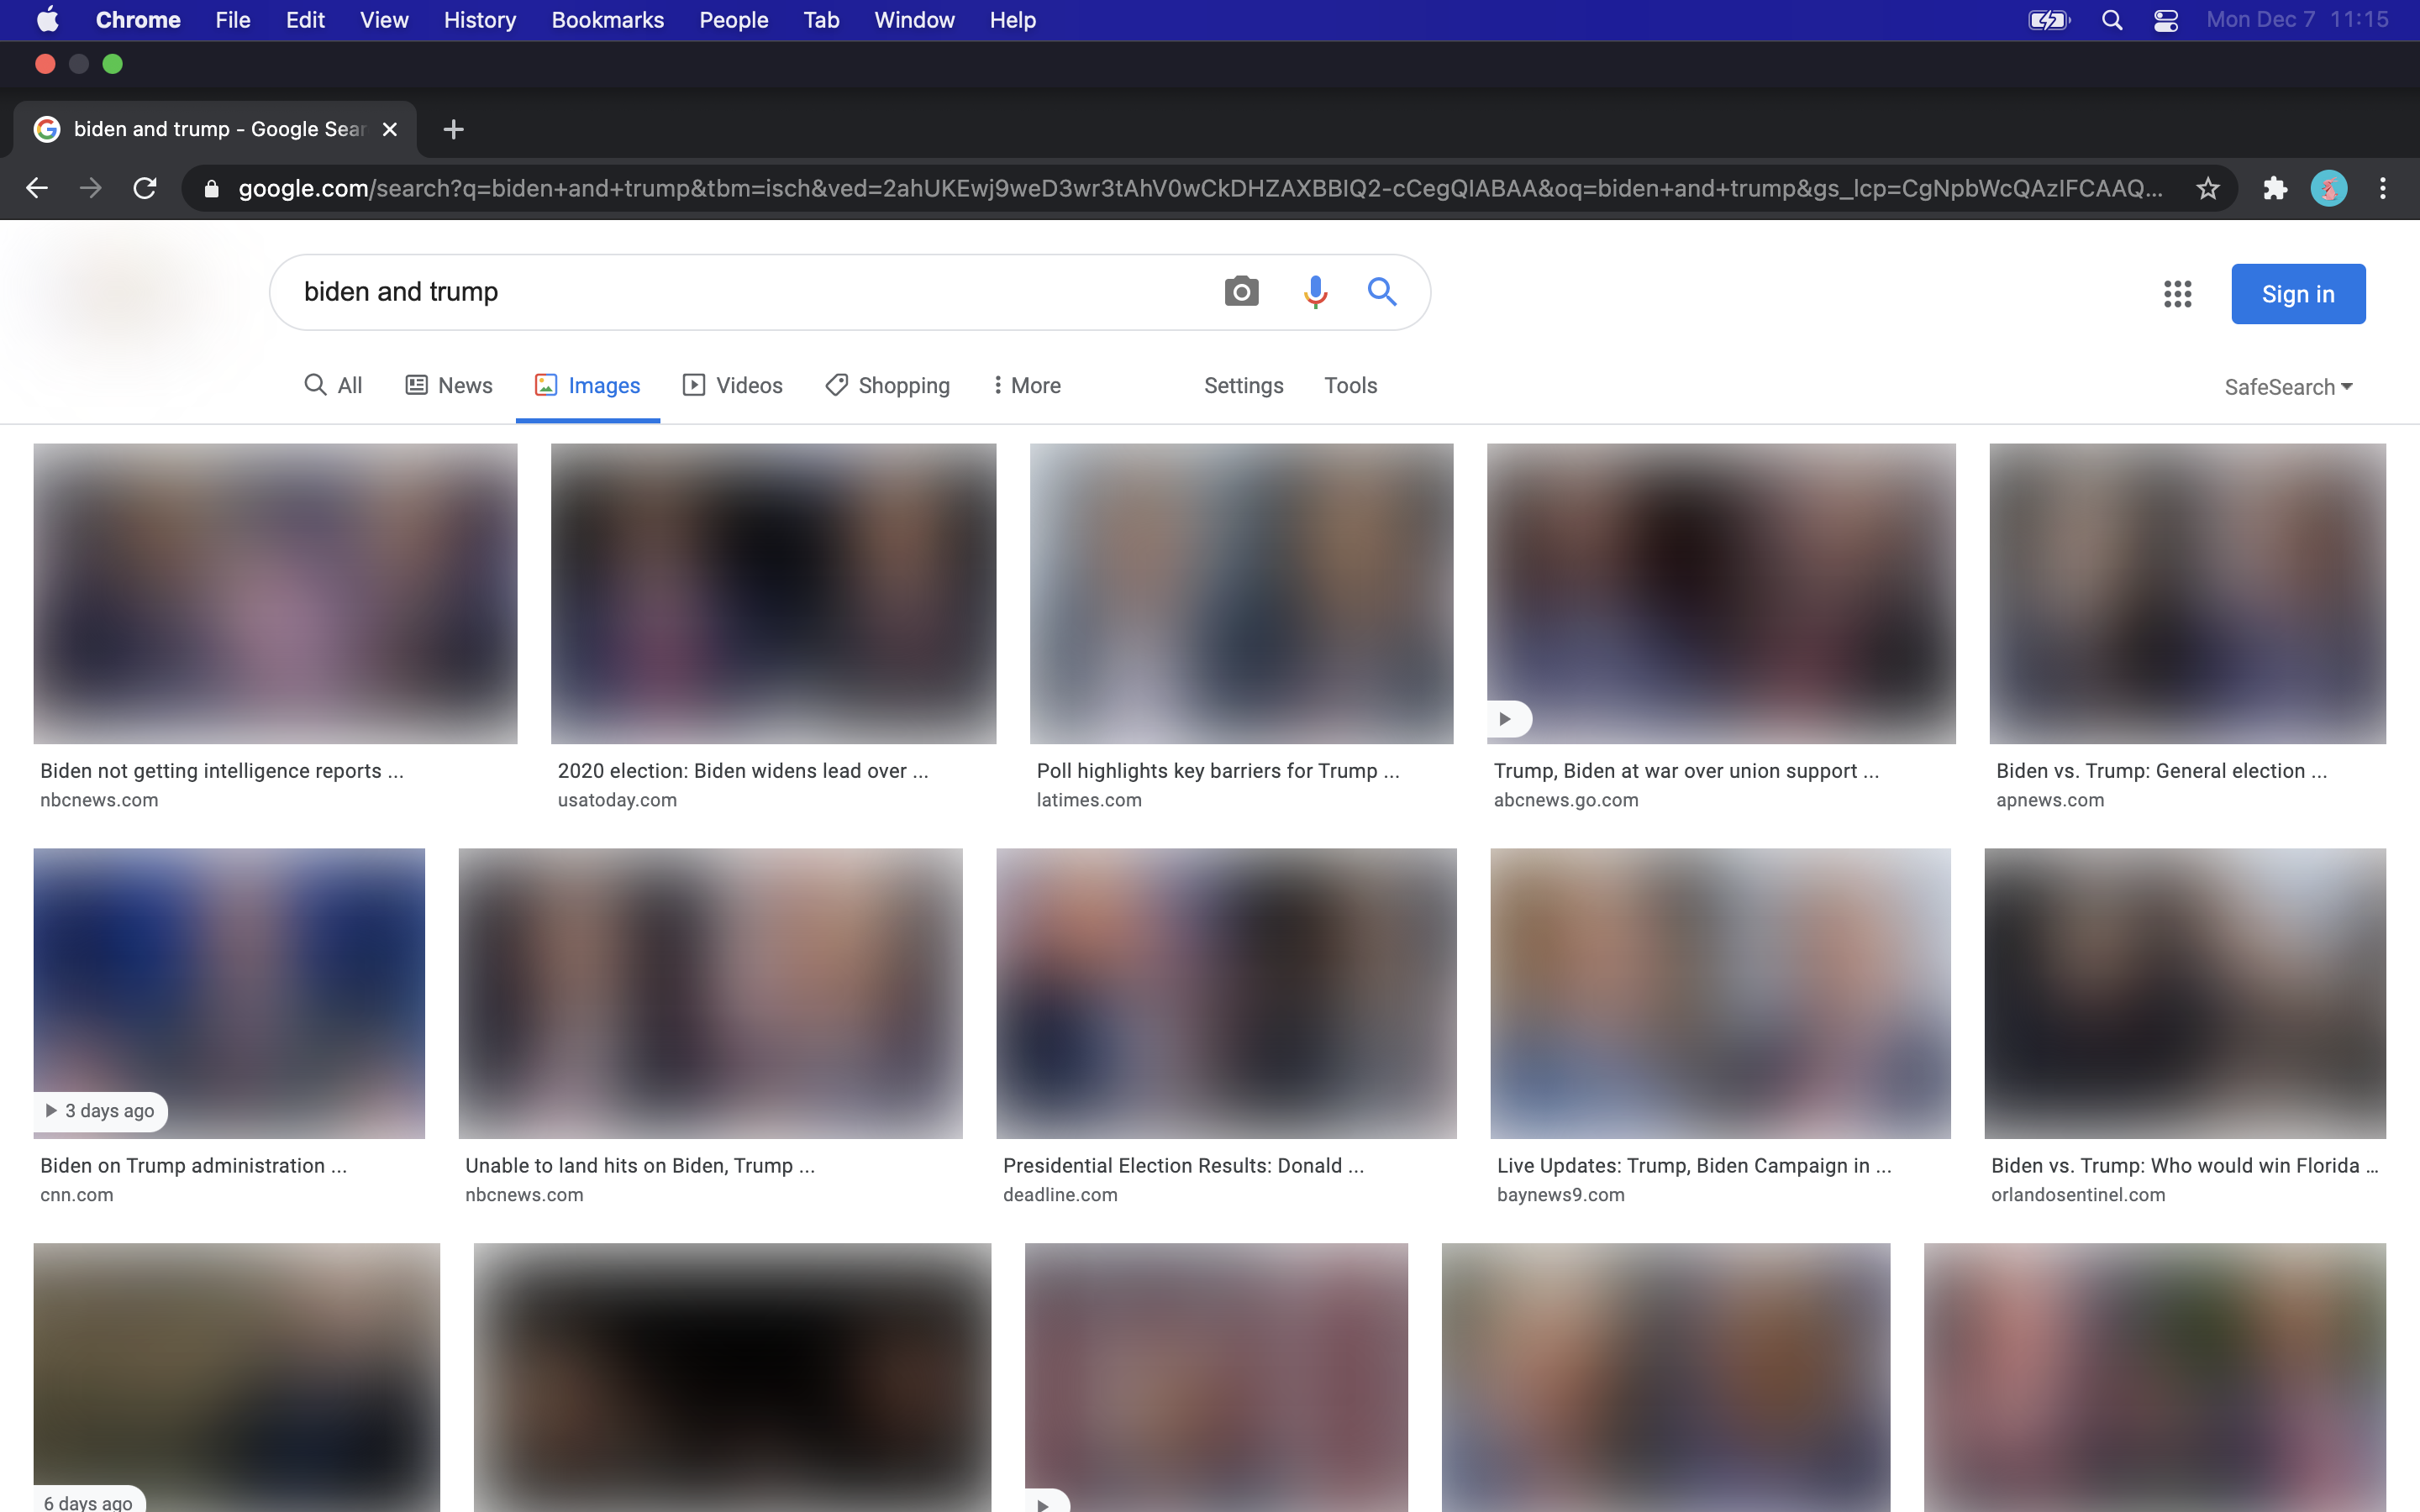 Chrome File Edit View History Bookmarks People Tab Window Help Mon Dec 7 11:15
biden and trump - Google Sear
google.com/search?q=biden+and+trump&tbm=isch&ved=2ahUKEwj9weD3wr3tAhV0wCkDHZAXBBIQ2-cCegQIABAA&oq=biden+and+trump&gs_lcp=CgNpbWcQAzIFCAAQ...
biden and trump
Sign in
All News Images Videos Shopping More Settings Tools SafeSearch
Biden not getting intelligence reports ...
nbcnews.com
2020 election: Biden widens lead over ...
usatoday.com
Poll highlights key barriers for Trump ...
latimes.com
Trump, Biden at war over union support ...
abcnews.go.com
Biden vs. Trump: General election ...
apnews.com
3 days ago
Biden on Trump administration ...
cnn.com
Unable to land hits on Biden, Trump ...
nbcnews.com
Presidential Election Results: Donald ...
deadline.com
Live Updates: Trump, Biden Campaign in ...
baynews9.com
Biden vs. Trump: Who would win Florida ...
orlandosentinel.com
6 days ago